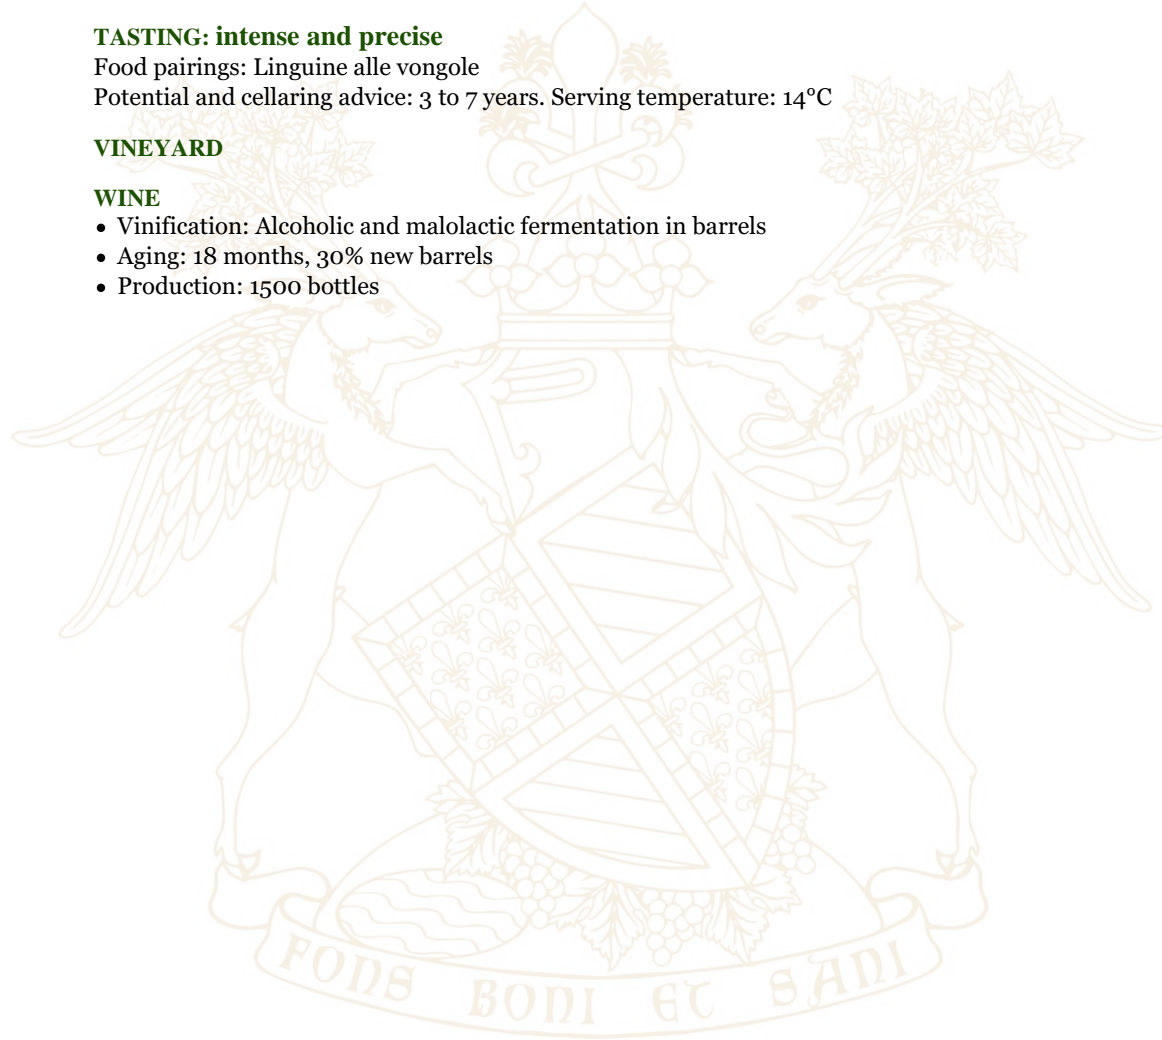 TASTING: intense and precise
Food pairings: Linguine alle vongole
Potential and cellaring advice: 3 to 7 years. Serving temperature: 14°C
VINEYARD
WINE
• Vinification: Alcoholic and malolactic fermentation in barrels
• Aging: 18 months, 30% new barrels
• Production: 1500 bottles
FONS BONI ET SANI